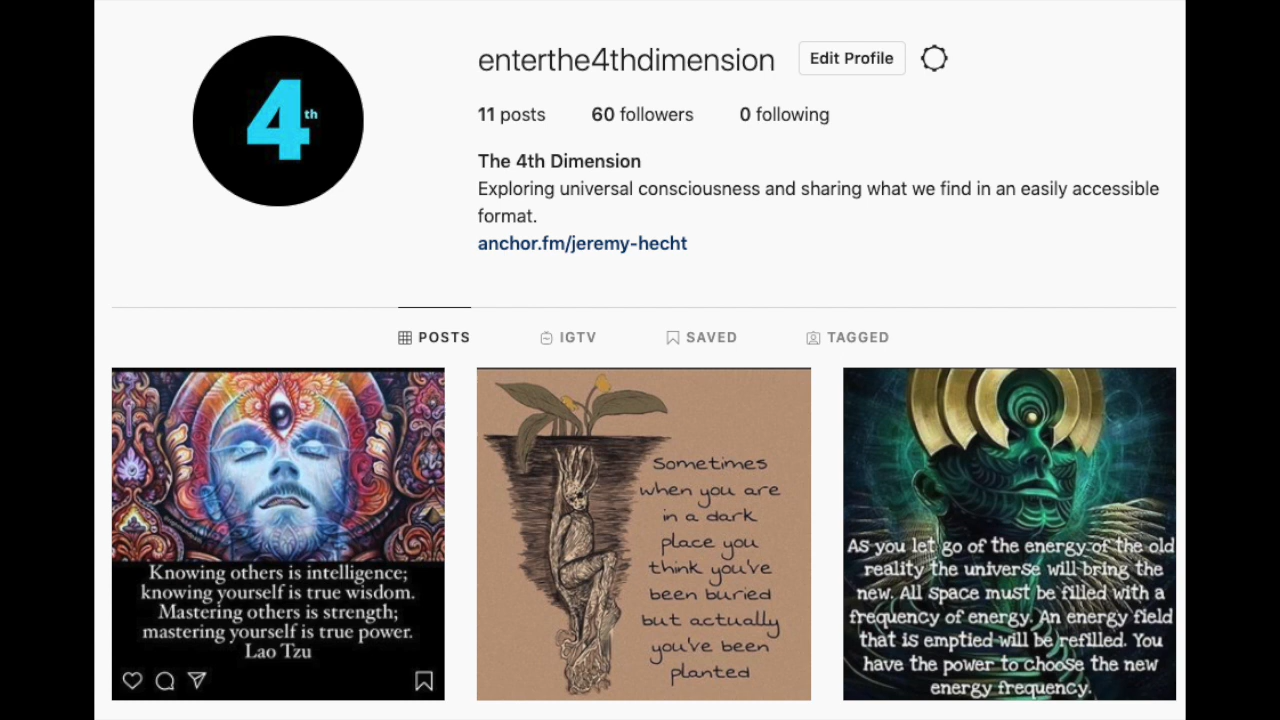 4th
enterthe4thdimension
Edit Profile
11 posts
60 followers
0 following
The 4th Dimension
Exploring universal consciousness and sharing what we find in an easily accessible
format.
anchor.fm/jeremy-hecht
POSTS
IGTV
SAVED
TAGGED
Knowing others is intelligence;
knowing yourself is true wisdom.
Mastering others is strength;
mastering yourself is true power.
Lao Tzu
Sometimes
when you are
in a dark
place you
think you've
been buried
but actually
you've been
planted
As you let go of the energy of the old
reality the universe will bring the
new. All space must be filled with a
frequency of energy. An energy field
that is emptied will be refilled. You
have the power to choose the new
energy frequency.